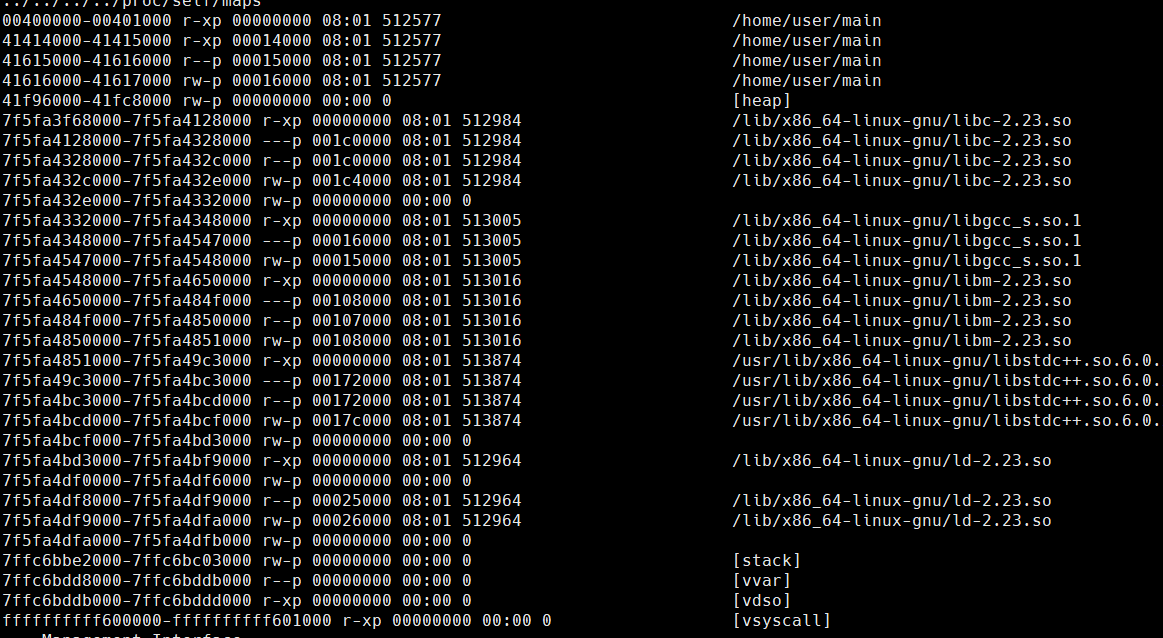 ../../../../proc/self/maps
00400000-00401000 r-xp 00000000 08:01 512577 /home/user/main
41414000-41415000 r-xp 00014000 08:01 512577 /home/user/main
41615000-41616000 r--p 00015000 08:01 512577 /home/user/main
41616000-41617000 rw-p 00016000 08:01 512577 /home/user/main
41f96000-41fc8000 rw-p 00000000 00:00 0 [heap]
7f5fa3f68000-7f5fa4128000 r-xp 00000000 08:01 512984 /lib/x86_64-linux-gnu/libc-2.23.so
7f5fa4128000-7f5fa4328000 ---p 001c0000 08:01 512984 /lib/x86_64-linux-gnu/libc-2.23.so
7f5fa4328000-7f5fa432c000 r--p 001c0000 08:01 512984 /lib/x86_64-linux-gnu/libc-2.23.so
7f5fa432c000-7f5fa432e000 rw-p 001c4000 08:01 512984 /lib/x86_64-linux-gnu/libc-2.23.so
7f5fa432e000-7f5fa4332000 rw-p 00000000 00:00 0
7f5fa4332000-7f5fa4348000 r-xp 00000000 08:01 513005 /lib/x86_64-linux-gnu/libgcc_s.so.1
7f5fa4348000-7f5fa4547000 ---p 00016000 08:01 513005 /lib/x86_64-linux-gnu/libgcc_s.so.1
7f5fa4547000-7f5fa4548000 rw-p 00015000 08:01 513005 /lib/x86_64-linux-gnu/libgcc_s.so.1
7f5fa4548000-7f5fa4650000 r-xp 00000000 08:01 513016 /lib/x86_64-linux-gnu/libm-2.23.so
7f5fa4650000-7f5fa484f000 ---p 00108000 08:01 513016 /lib/x86_64-linux-gnu/libm-2.23.so
7f5fa484f000-7f5fa4850000 r--p 00107000 08:01 513016 /lib/x86_64-linux-gnu/libm-2.23.so
7f5fa4850000-7f5fa4851000 rw-p 00108000 08:01 513016 /lib/x86_64-linux-gnu/libm-2.23.so
7f5fa4851000-7f5fa49c3000 r-xp 00000000 08:01 513874 /usr/lib/x86_64-linux-gnu/libstdc++.so.6.0.
7f5fa49c3000-7f5fa4bc3000 ---p 00172000 08:01 513874 /usr/lib/x86_64-linux-gnu/libstdc++.so.6.0.
7f5fa4bc3000-7f5fa4bcd000 r--p 00172000 08:01 513874 /usr/lib/x86_64-linux-gnu/libstdc++.so.6.0.
7f5fa4bcd000-7f5fa4bcf000 rw-p 0017c000 08:01 513874 /usr/lib/x86_64-linux-gnu/libstdc++.so.6.0.
7f5fa4bcf000-7f5fa4bd3000 rw-p 00000000 00:00 0
7f5fa4bd3000-7f5fa4bf9000 r-xp 00000000 08:01 512964 /lib/x86_64-linux-gnu/ld-2.23.so
7f5fa4df0000-7f5fa4df6000 rw-p 00000000 00:00 0
7f5fa4df8000-7f5fa4df9000 r--p 00025000 08:01 512964 /lib/x86_64-linux-gnu/ld-2.23.so
7f5fa4df9000-7f5fa4dfa000 rw-p 00026000 08:01 512964 /lib/x86_64-linux-gnu/ld-2.23.so
7f5fa4dfa000-7f5fa4dfb000 rw-p 00000000 00:00 0
7ffc6bbe2000-7ffc6bc03000 rw-p 00000000 00:00 0 [stack]
7ffc6bdd8000-7ffc6bddb000 r--p 00000000 00:00 0 [vvar]
7ffc6bddb000-7ffc6bddd000 r-xp 00000000 00:00 0 [vdso]
ffffffffff600000-ffffffffff601000 r-xp 00000000 00:00 0 [vsyscall]
Management Interface